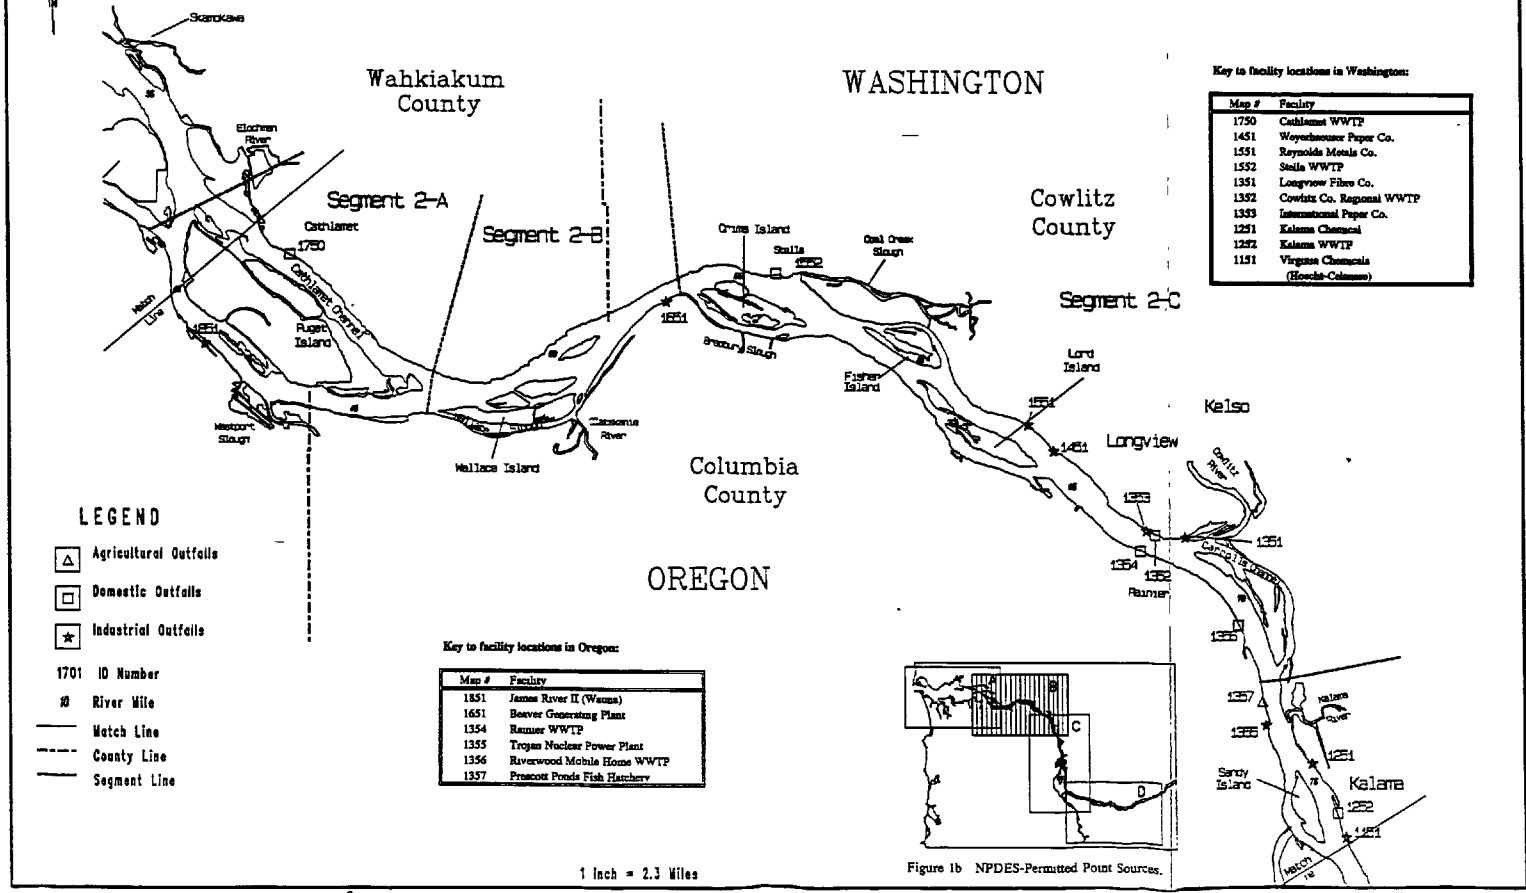 Skamokawa
Wahkiakum
County
WASHINGTON
Key to facility locations in Washington:
Map # Facility
1750 Cathlamet WWTP
1451 Weyerhaeuser Paper Co.
1551 Reynolds Metals Co.
1552 Stella WWTP
1351 Longview Fibre Co.
1352 Cowlitz Co. Regional WWTP
1353 International Paper Co.
1251 Kalama Chemical
1252 Kalama WWTP
1151 Virginia Chemicals
(Hoecht-Celanese)
Elochman
River
Segment 2-A
Cathlamet
1750
Cathlamet Channel
Segment 2-B
Crims Island
Stella
1552
Coal Creek
Slough
Cowlitz
County
Segment 2-C
Match
Line
1851
Puget
Island
1651
Bradbury Slough
Fisher
Island
Lord
Island
1551
Kelso
Longview
1451
Cowlitz
River
Westport
Slough
Wallace Island
Clatskanie
River
Columbia
County
1353
1351
Carrolls Channel
1354
1352
Rainier
OREGON
1356
LEGEND
Agricultural Outfalls
Domestic Outfalls
Industrial Outfalls
1701 ID Number
River Mile
Match Line
County Line
Segment Line
Key to facility locations in Oregon:
Map # Facility
1851 James River II (Wauna)
1651 Beaver Generating Plant
1354 Rainier WWTP
1355 Trojan Nuclear Power Plant
1356 Riverwood Mobile Home WWTP
1357 Prescott Ponds Fish Hatchery
A
B
C
D
1357
Kalama
River
1355
1251
Sandy
Island
Kalama
1252
1151
Match
Figure 1b NPDES-Permitted Point Sources.
1 Inch = 2.3 Miles